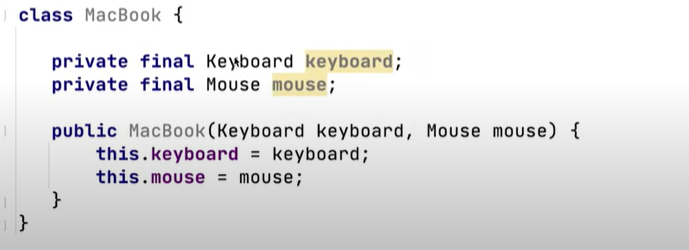 class MacBook {
private final Keyboard keyboard;
private final Mouse mouse;
public MacBook(Keyboard keyboard, Mouse mouse) {
this.keyboard = keyboard;
this.mouse = mouse;
}
}